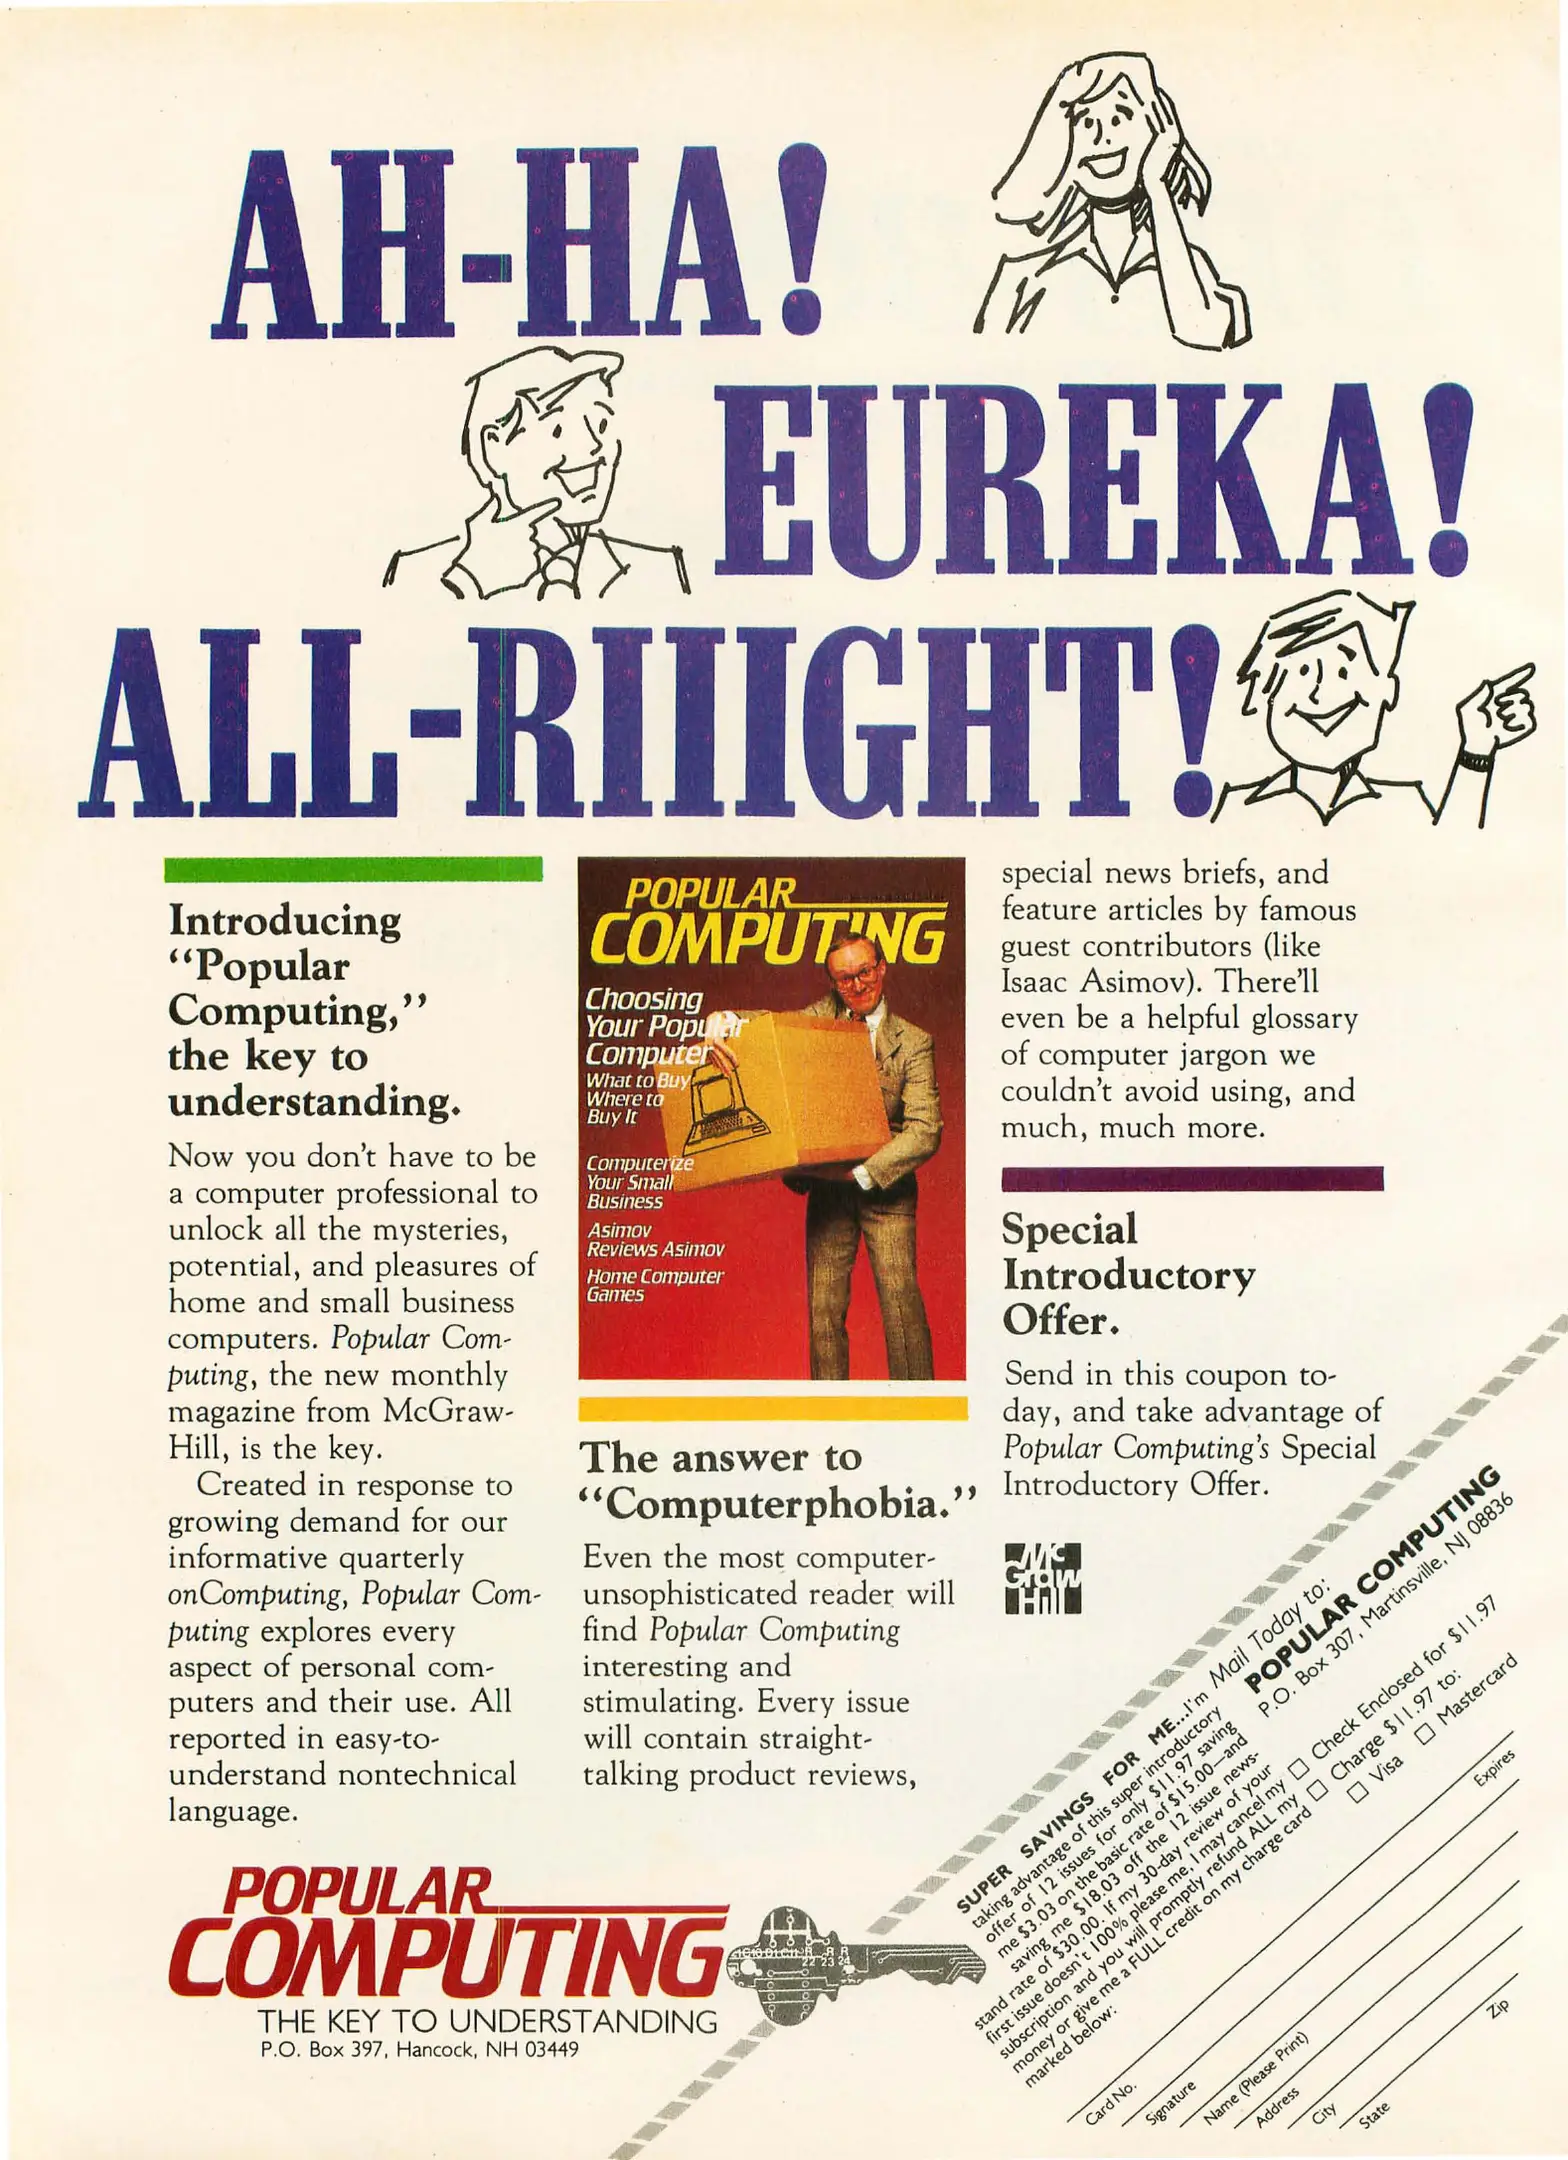 AH-HA!
EUREKA!
ALL-RIIIGHT!
Introducing
“Popular
Computing,”
the key to
understanding.
Now you don't have to be
a computer professional to
unlock all the mysteries,
potential, and pleasures of
home and small business
computers. Popular Com-
puting, the new monthly
magazine from McGraw-
Hill, is the key.
Created in response to
growing demand for our
informative quarterly
onComputing, Popular Com-
puting explores every
aspect of personal com-
puters and their use. All
reported in easy-to-
understand nontechnical
language.
POPULAR
COMPUTING
Choosing
Your Popular
Computer
What to Buy
Where to
Buy It
Computerize
Your Small
Business
Asimov
Reviews Asimov
Home Computer
Games
The answer to
“Computerphobia.”
Even the most computer-
unsophisticated reader will
find Popular Computing
interesting and
stimulating. Every issue
will contain straight-
talking product reviews,
special news briefs, and
feature articles by famous
guest contributors (like
Isaac Asimov). There'll
even be a helpful glossary
of computer jargon we
couldn't avoid using, and
much, much more.
Special
Introductory
Offer.
Send in this coupon to-
day, and take advantage of
Popular Computing's Special
Introductory Offer.
Mc
Graw
Hill
POPULAR
COMPUTING
THE KEY TO UNDERSTANDING
P.O. Box 397, Hancock, NH 03449
22 23 24
SUPER SAVINGS FOR ME...I'm
taking advantage of this super introductory
offer of 12 issues for only $11.97 saving
me $3.03 on the basic rate of $15.00—and
saving me $18.03 off the 12 issue news-
stand rate of $30.00. If my 30-day review of your
first issue doesn't 100% please me, I may cancel my
subscription and you will promptly refund ALL my
money or give me a FULL credit on my charge card
marked below:
Mail Today to:
POPULAR COMPUTING
P.O. Box 307, Martinsville, NJ 08836
□ Check Enclosed for $11.97
□ Charge $11.97 to:
□ Visa □ Mastercard
Card No. Expires
Signature
Name (Please Print)
Address
City
State Zip